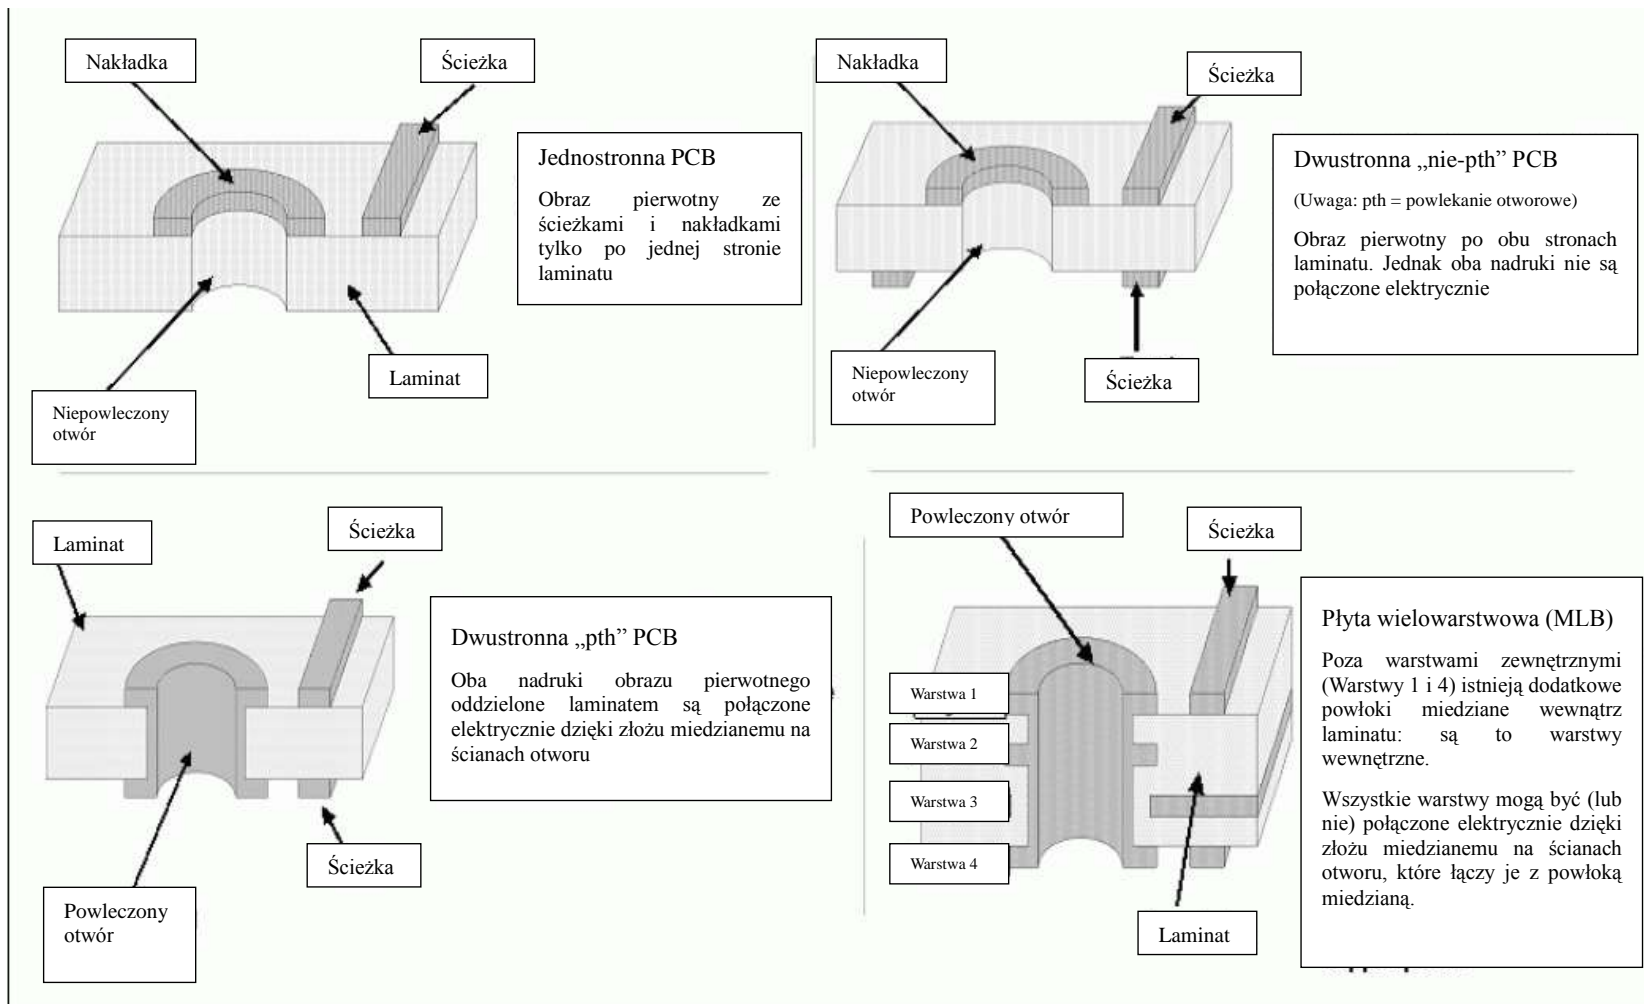 Nakładka
Ścieżka
Jednostronna PCB
Obraz pierwotny ze
ścieżkami i nakładkami
tylko po jednej stronie
laminatu
Laminat
Niepowleczony
otwór
Nakładka
Ścieżka
Dwustronna „nie-pth” PCB
(Uwaga: pth = powlekanie otworowe)
Obraz pierwotny po obu stronach
laminatu. Jednak oba nadruki nie są
połączone elektrycznie
Niepowleczony
otwór
Ścieżka
Laminat
Ścieżka
Dwustronna „pth” PCB
Oba nadruki obrazu pierwotnego
oddzielone laminatem są połączone
elektrycznie dzięki złożu miedzianemu na
ścianach otworu
Ścieżka
Powleczony
otwór
Powleczony otwór
Ścieżka
Płyta wielowarstwowa (MLB)
Poza warstwami zewnętrznymi
(Warstwy 1 i 4) istnieją dodatkowe
powłoki miedziane wewnątrz
laminatu: są to warstwy
wewnętrzne.
Wszystkie warstwy mogą być (lub
nie) połączone elektrycznie dzięki
złożu miedzianemu na ścianach
otworu, które łączy je z powłoką
miedzianą.
Warstwa 1
Warstwa 2
Warstwa 3
Warstwa 4
Laminat